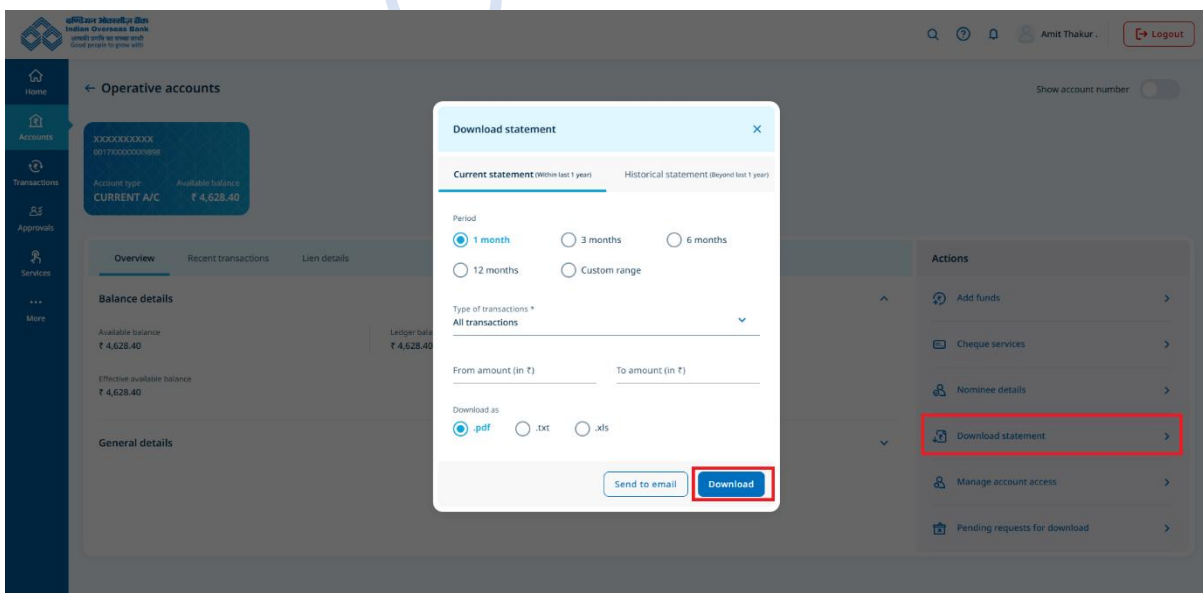 Indian Overseas Bank
Good people to grow with
Amit Thakur .
Logout
Home
Accounts
Transactions
Approvals
Services
More
← Operative accounts
Show account number
XXXXXXXXXX
Account type
Available balance
CURRENT A/C
₹ 4,628.40
Overview
Recent transactions
Lien details
Balance details
Available balance
₹ 4,628.40
Ledger bala
₹ 4,628.40
Effective available balance
₹ 4,628.40
General details
Download statement
Current statement (Within last 1 year)
Historical statement (Beyond last 1 year)
Period
1 month
3 months
6 months
12 months
Custom range
Type of transactions *
All transactions
From amount (in ₹)
To amount (in ₹)
Download as
.pdf
.txt
.xls
Send to email
Download
Actions
Add funds
Cheque services
Nominee details
Download statement
Manage account access
Pending requests for download